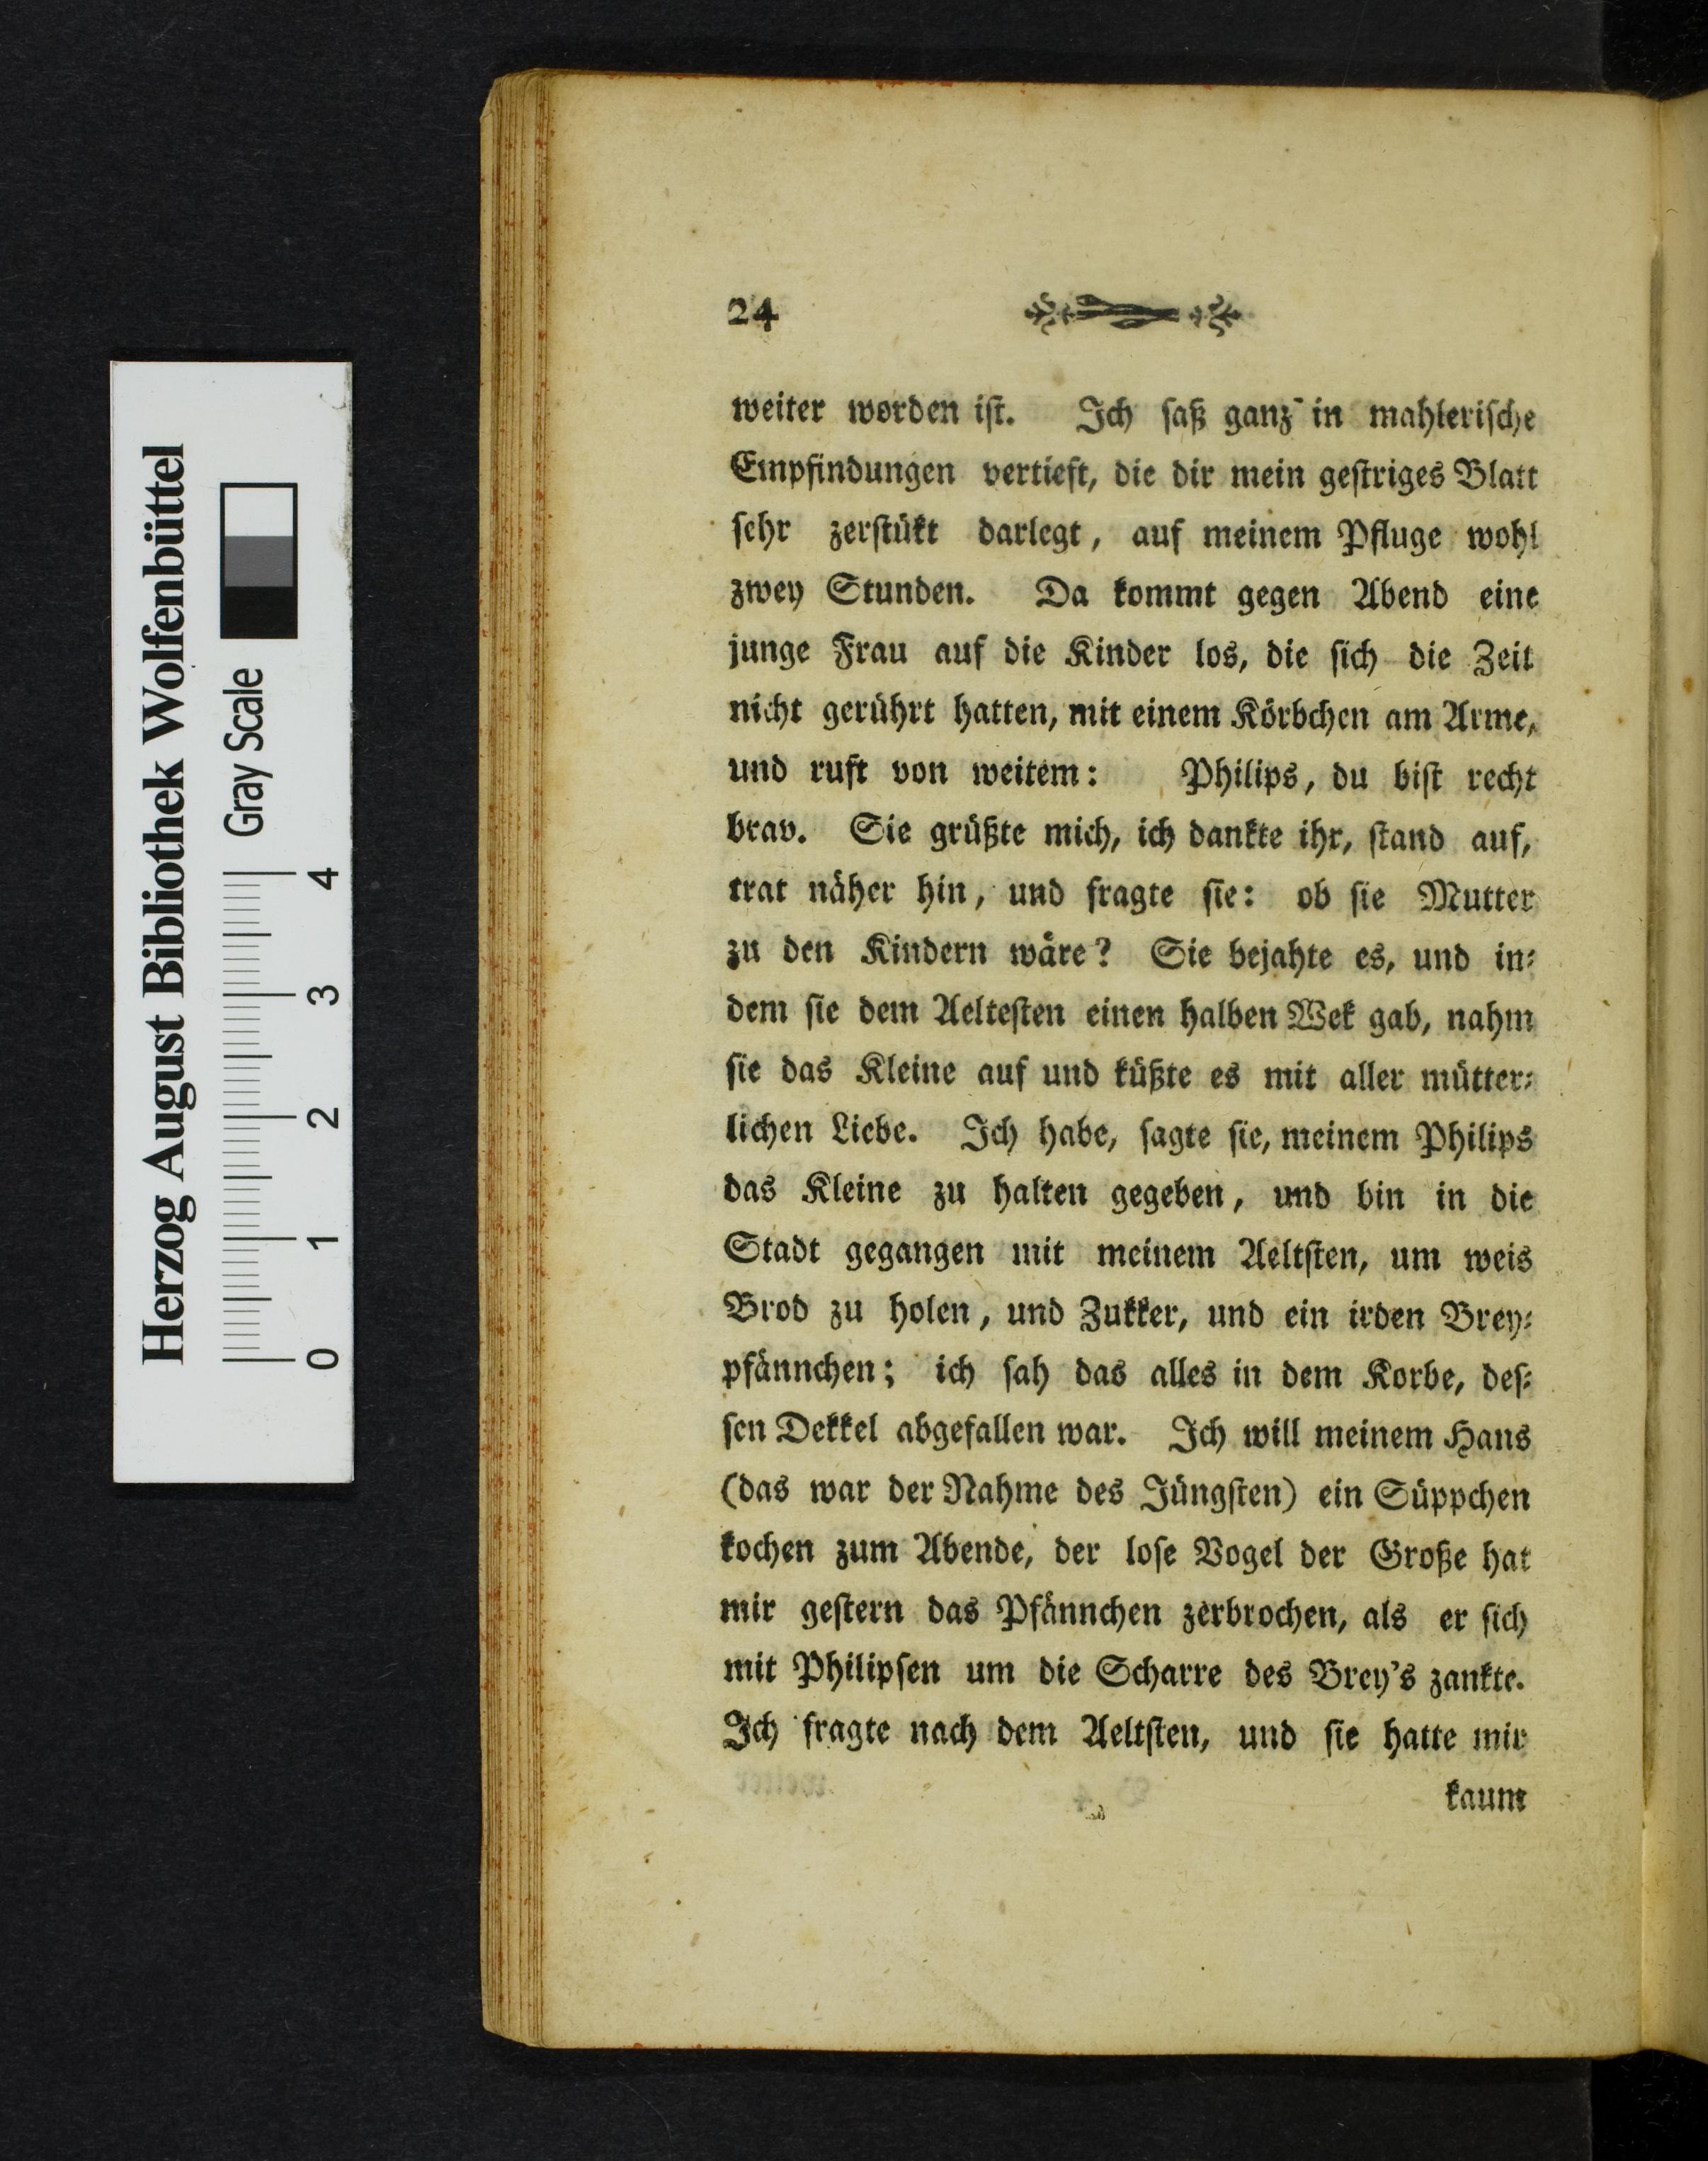 24
weiter worden ist. Ich saß ganz in mahlerische
Empfindungen vertieft, die dir mein gestriges Blatt
sehr zerstükt darlegt, auf meinem Pfluge wohl
zwey Stunden. Da kommt gegen Abend eine
junge Frau auf die Kinder los, die sich die Zeit
nicht gerührt hatten, mit einem Körbchen am Arme,
und ruft von weitem: Philips, du bist recht
brav. Sie grüßte mich, ich dankte ihr, stand auf,
trat näher hin, und fragte sie: ob sie Mutter
zu den Kindern wäre? Sie bejahte es, und in-
dem sie dem Aeltesten einen halben Wek gab, nahm
sie das Kleine auf und küßte es mit aller mütter-
lichen Liebe. Ich habe, sagte sie, meinem Philips
das Kleine zu halten gegeben, und bin in die
Stadt gegangen mit meinem Aeltsten, um weis
Brod zu holen, und Zukker, und ein irden Brey-
pfännchen; ich sah das alles in dem Korbe, des-
sen Dekkel abgefallen war. Ich will meinem Hans
(das war der Nahme des Jüngsten) ein Süppchen
kochen zum Abende, der lose Vogel der Große hat
mir gestern das Pfännchen zerbrochen, als er sich
mit Philipsen um die Scharre des Brey's zankte.
Ich fragte nach dem Aeltsten, und sie hatte mir
kaum
Herzog August Bibliothek Wolfenbüttel
Gray Scale
0 1 2 3 4